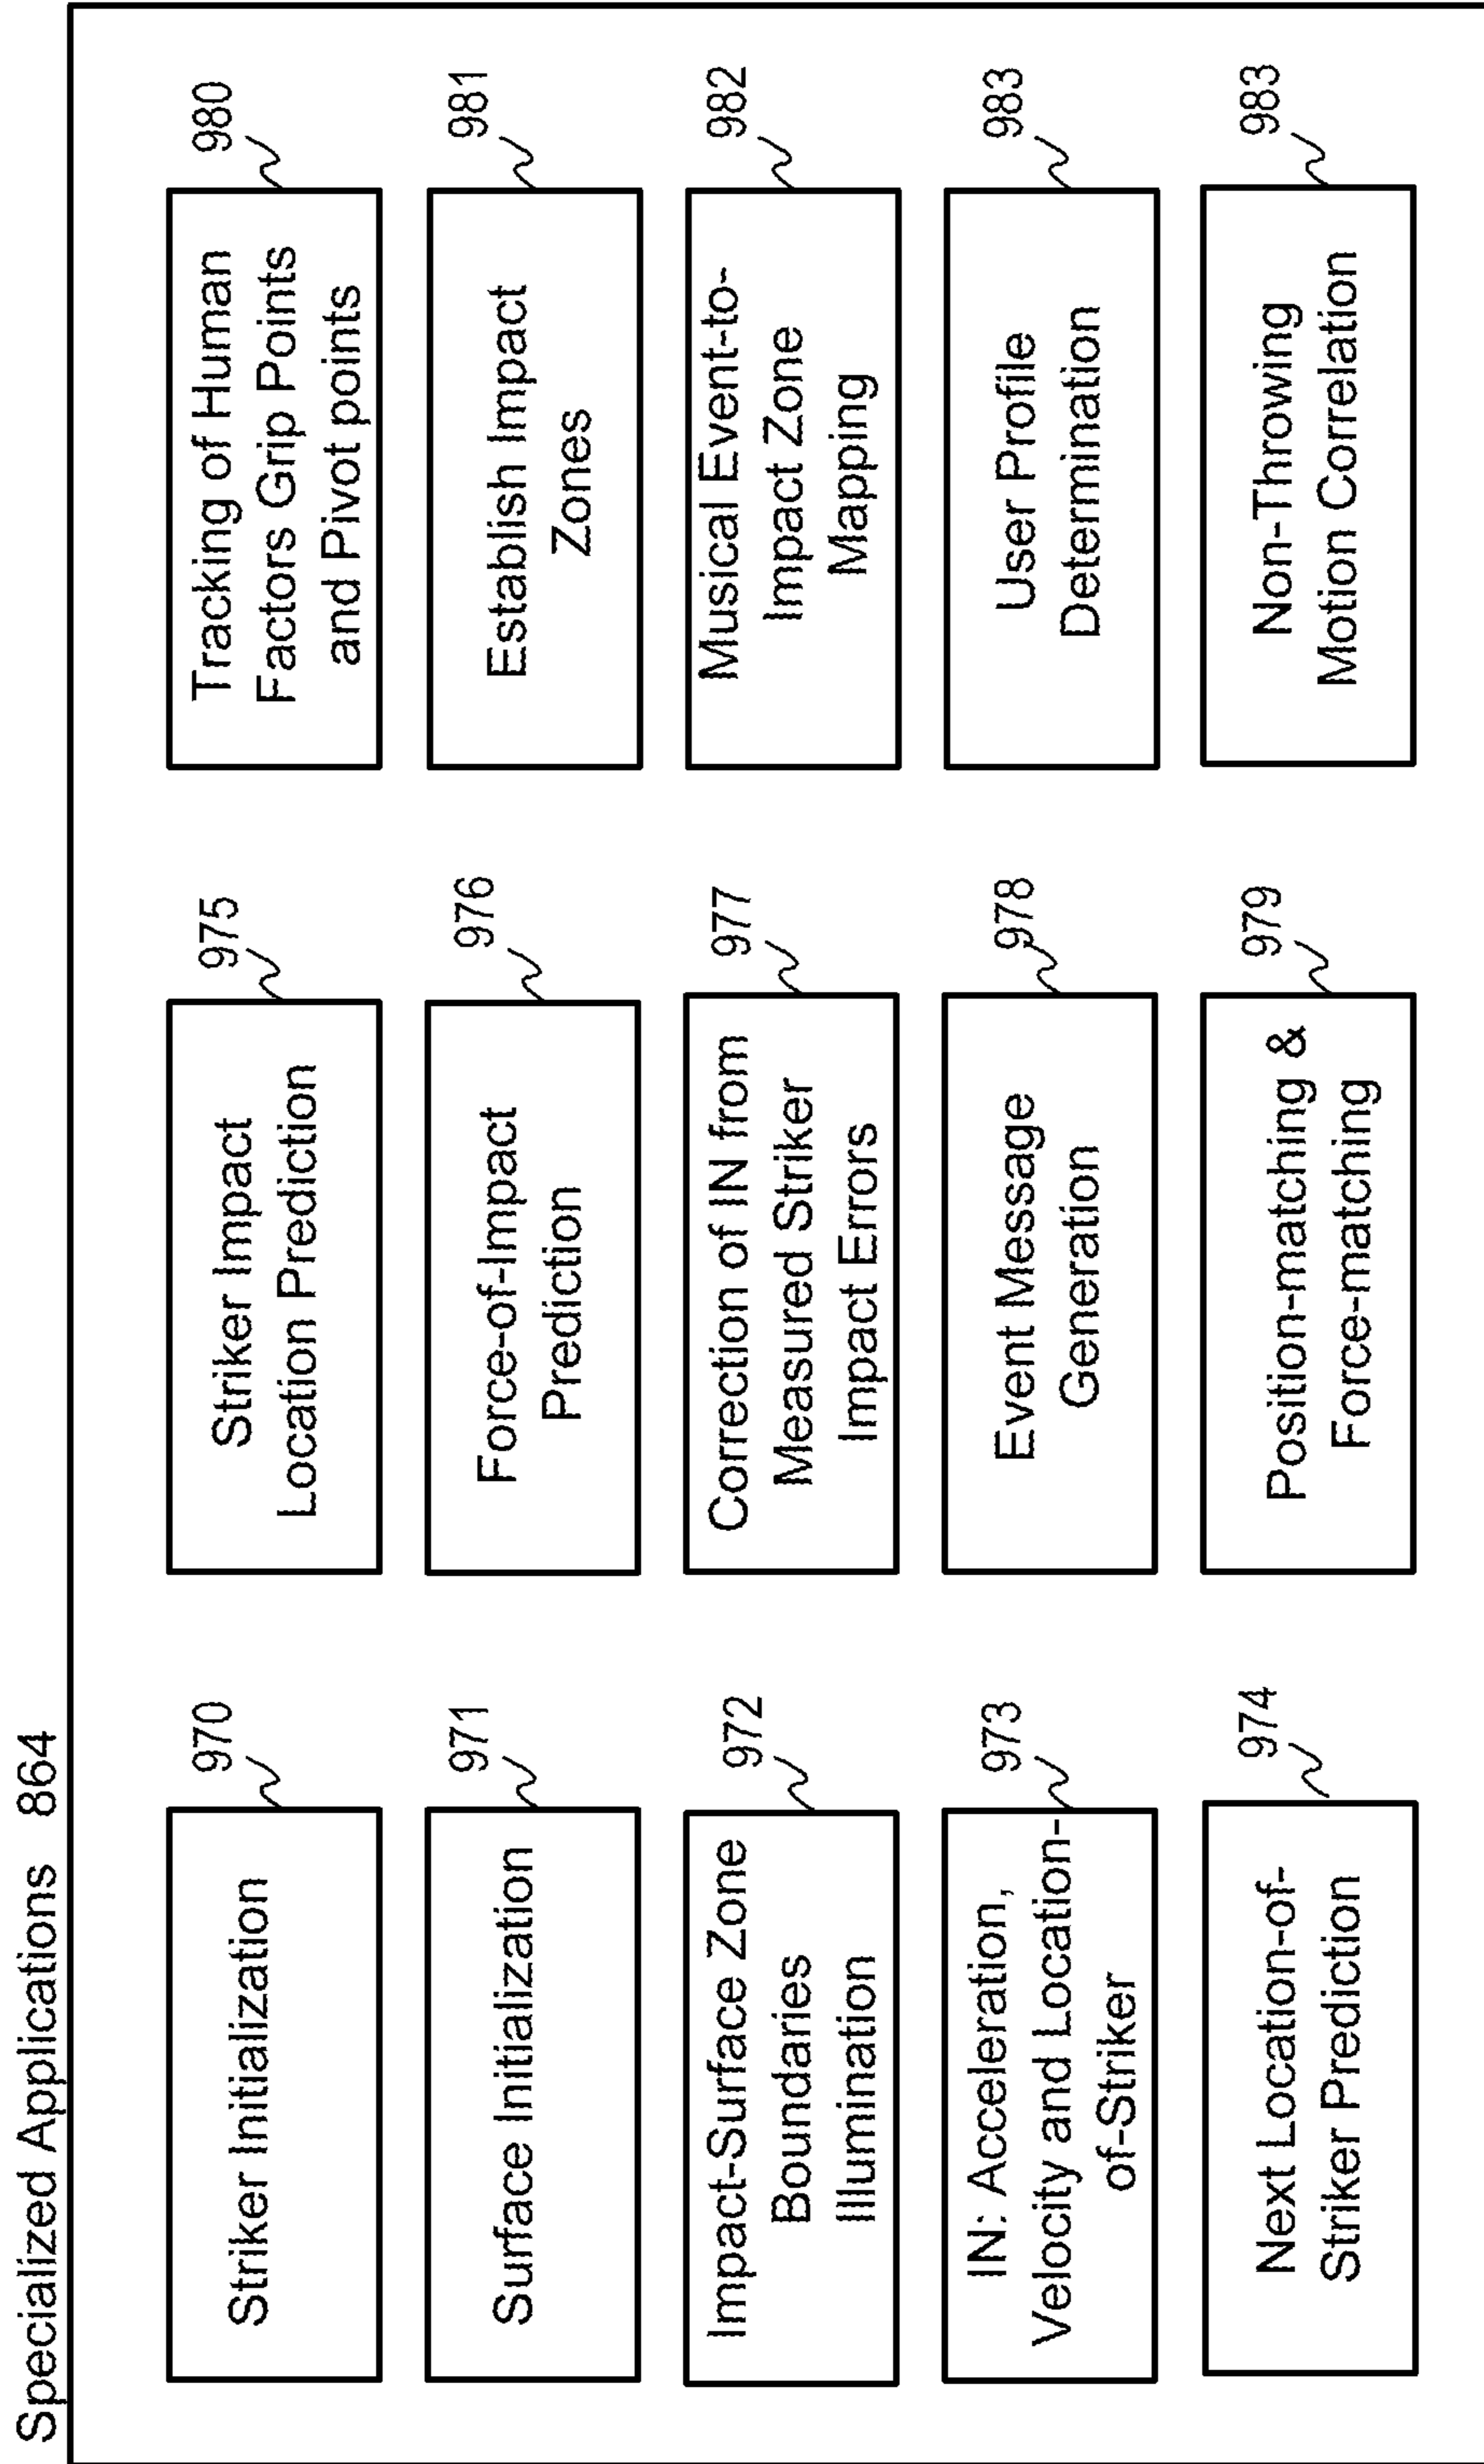 Specialized Applications 864
970
Striker Initialization
971
Surface Initialization
972
Impact-Surface Zone
Boundaries
Illumination
973
IN: Acceleration,
Velocity and Location-
of-Striker
974
Next Location-of-
Striker Prediction
975
Striker Impact
Location Prediction
976
Force-of-Impact
Prediction
977
Correction of IN from
Measured Striker
Impact Errors
978
Event Message
Generation
979
Position-matching &
Force-matching
980
Tracking of Human
Factors Grip Points
and Pivot points
981
Establish Impact
Zones
982
Musical Event-to-
Impact Zone
Mapping
983
User Profile
Determination
983
Non-Throwing
Motion Correlation